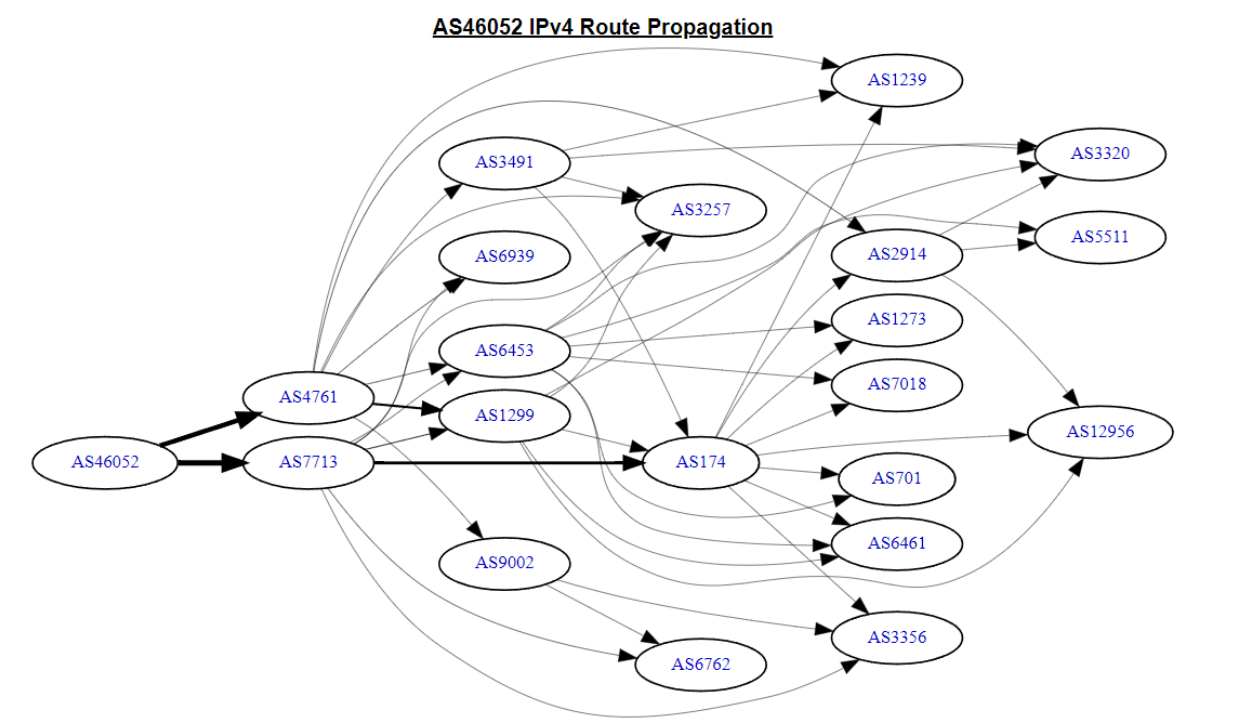 AS46052 IPv4 Route Propagation
AS1239
AS3491
AS3320
AS3257
AS5511
AS6939
AS2914
AS1273
AS6453
AS7018
AS4761
AS1299
AS12956
AS46052
AS7713
AS174
AS701
AS6461
AS9002
AS3356
AS6762